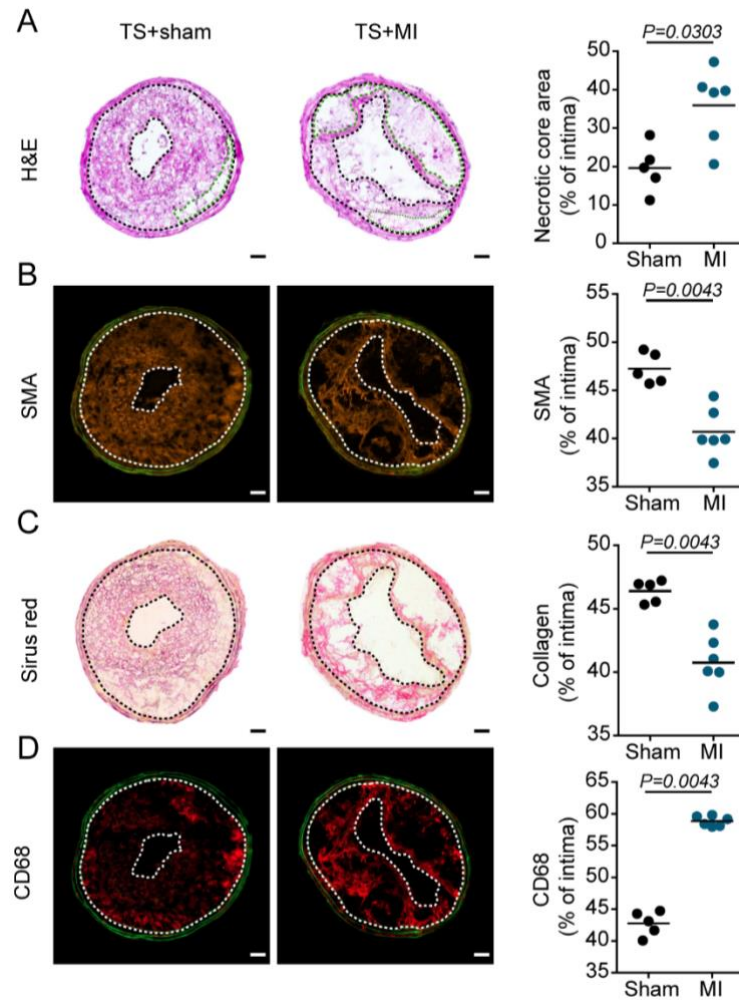 A
TS+sham
TS+MI
H&E
P=0.0303
Necrotic core area
(% of intima)
50
40
30
20
10
0
Sham
MI
B
SMA
P=0.0043
SMA
(% of intima)
55
50
45
40
35
Sham
MI
C
Sirus red
P=0.0043
Collagen
(% of intima)
50
45
40
35
Sham
MI
D
CD68
P=0.0043
CD68
(% of intima)
65
60
55
45
40
35
Sham
MI